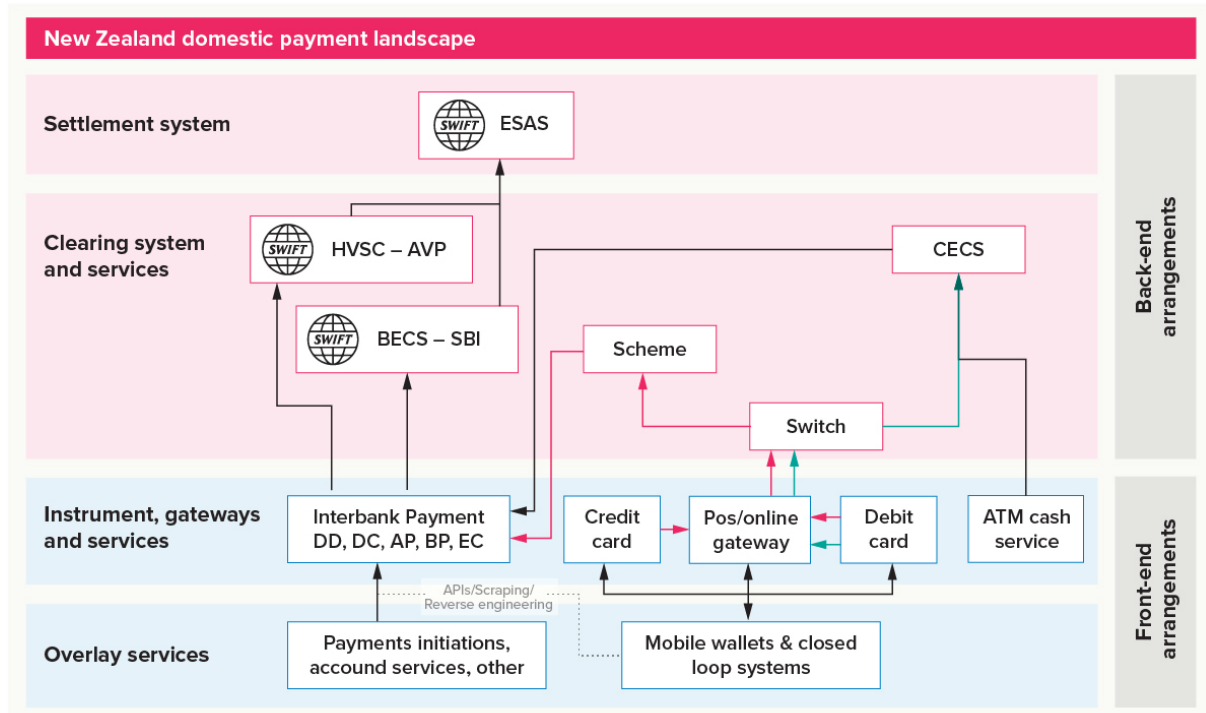 New Zealand domestic payment landscape
Settlement system
SWIFT
ESAS
Clearing system
and services
SWIFT
HVSC – AVP
CECS
SWIFT
BECS – SBI
Scheme
Switch
Back-end
arrangements
Instrument, gateways
and services
Interbank Payment
DD, DC, AP, BP, EC
Credit
card
Pos/online
gateway
Debit
card
ATM cash
service
APIs/Scraping/
Reverse engineering
Overlay services
Payments initiations,
accound services, other
Mobile wallets & closed
loop systems
Front-end
arrangements